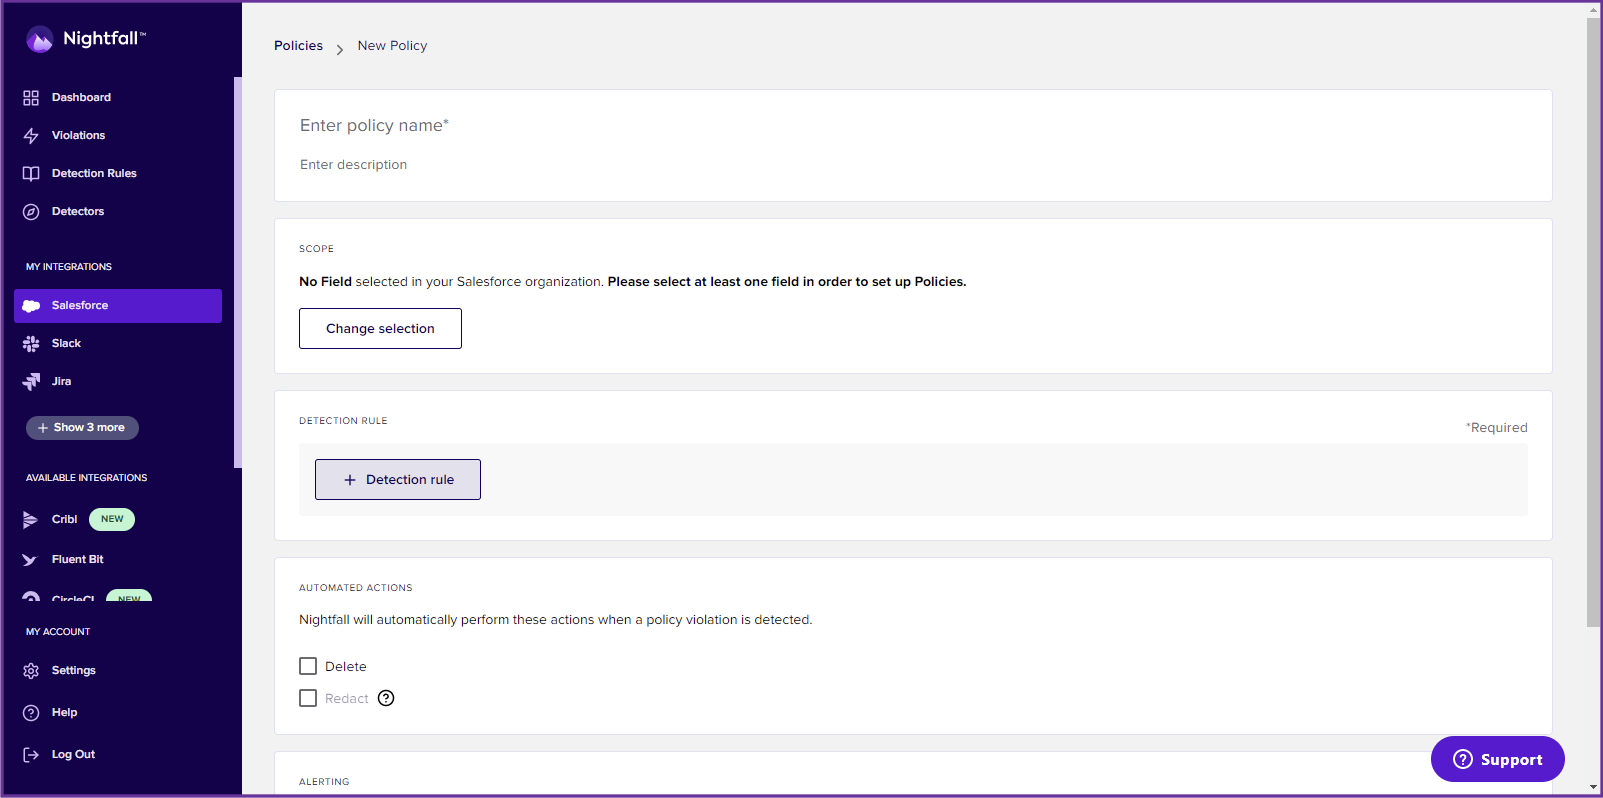 Nightfall™
Dashboard
Violations
Detection Rules
Detectors
MY INTEGRATIONS
Salesforce
Slack
Jira
+ Show 3 more
AVAILABLE INTEGRATIONS
Cribl NEW
Fluent Bit
CircleCI NEW
MY ACCOUNT
Settings
Help
Log Out
Policies > New Policy
Enter policy name*
Enter description
SCOPE
No Field selected in your Salesforce organization. Please select at least one field in order to set up Policies.
Change selection
DETECTION RULE
*Required
+ Detection rule
AUTOMATED ACTIONS
Nightfall will automatically perform these actions when a policy violation is detected.
Delete
Redact ?
ALERTING
? Support